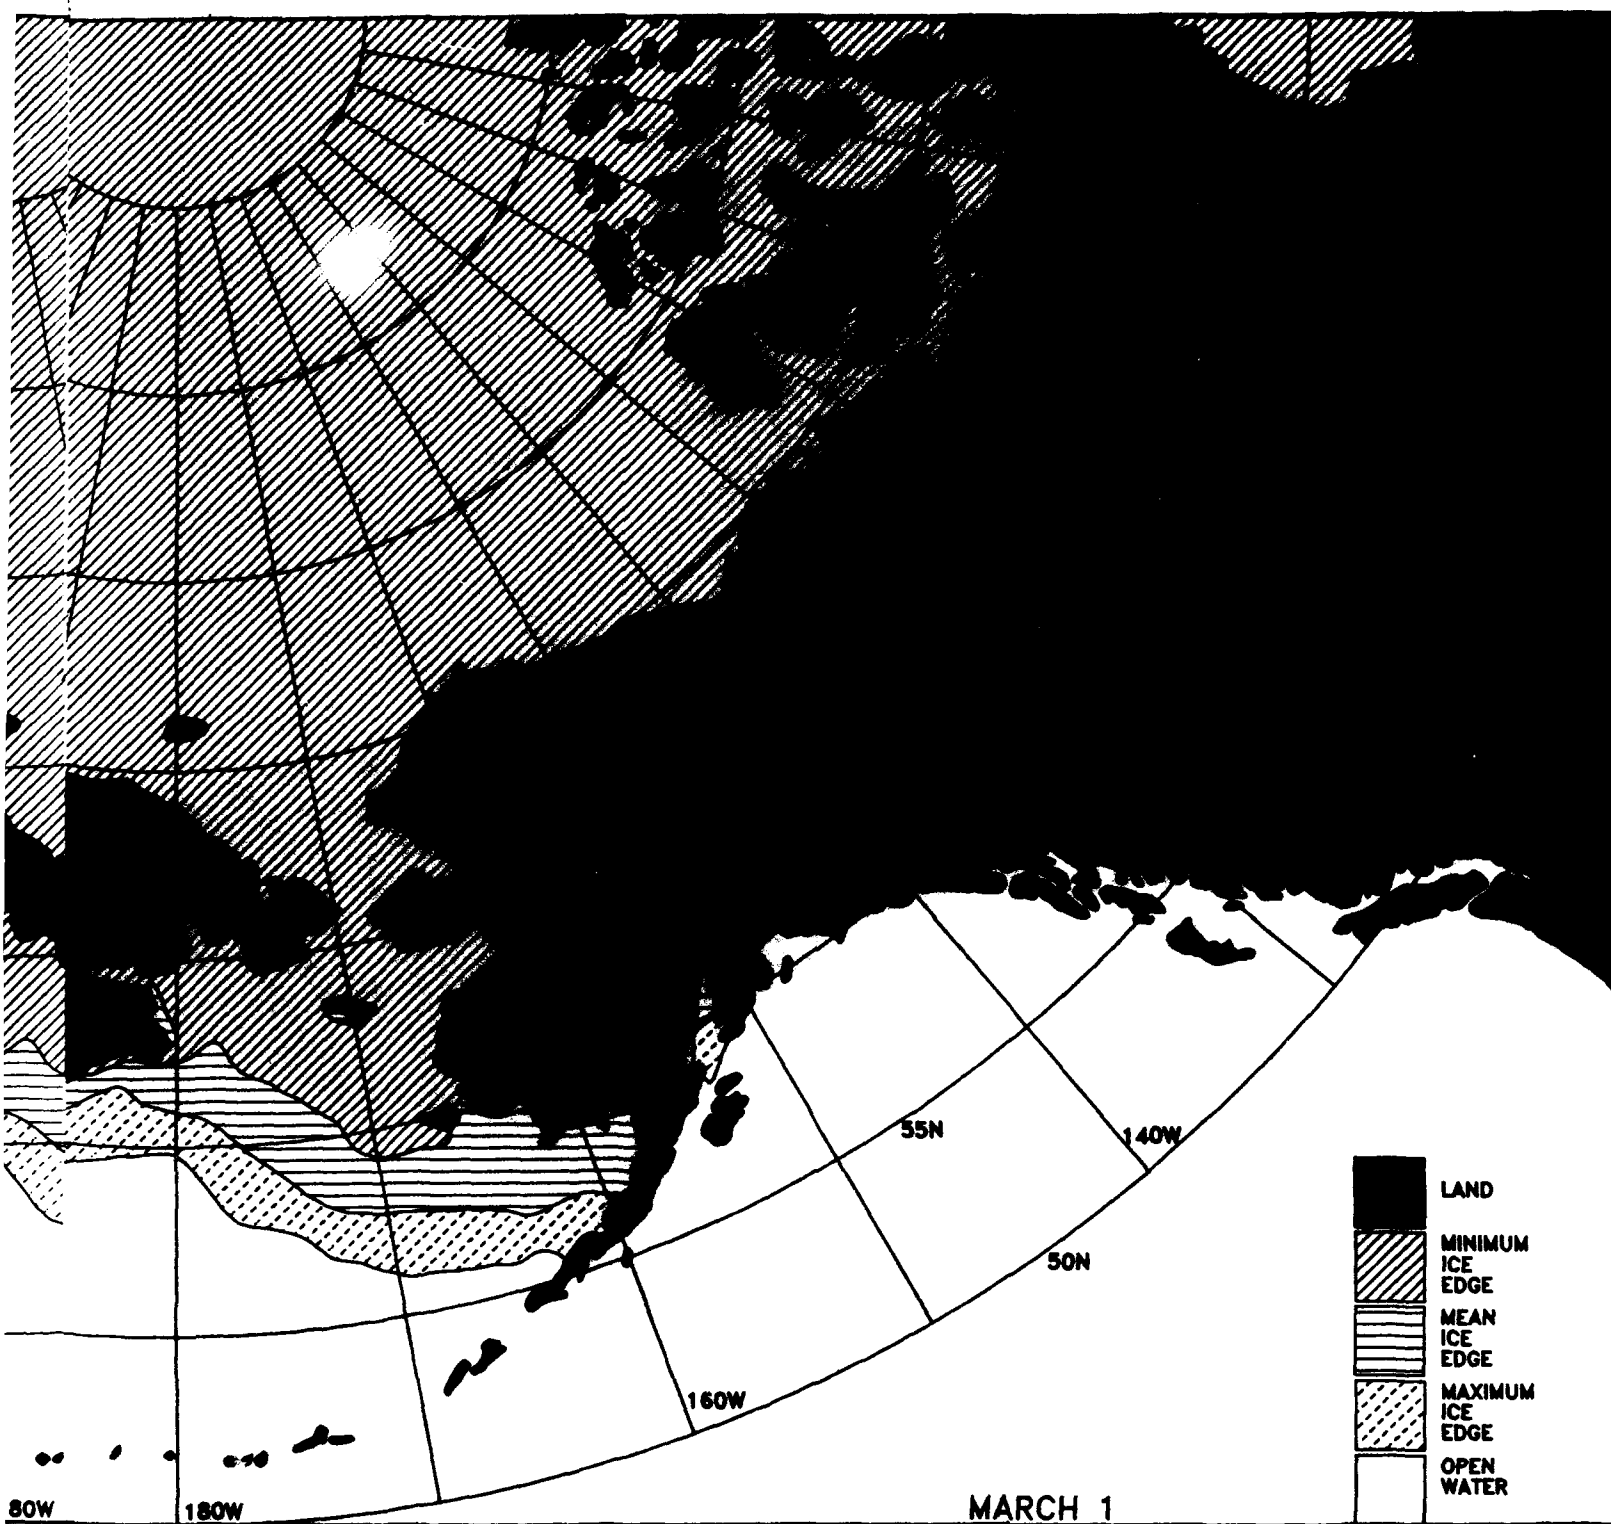 55N
140W
50N
160W
80W
180W
MARCH 1
LAND
MINIMUM
ICE
EDGE
MEAN
ICE
EDGE
MAXIMUM
ICE
EDGE
OPEN
WATER